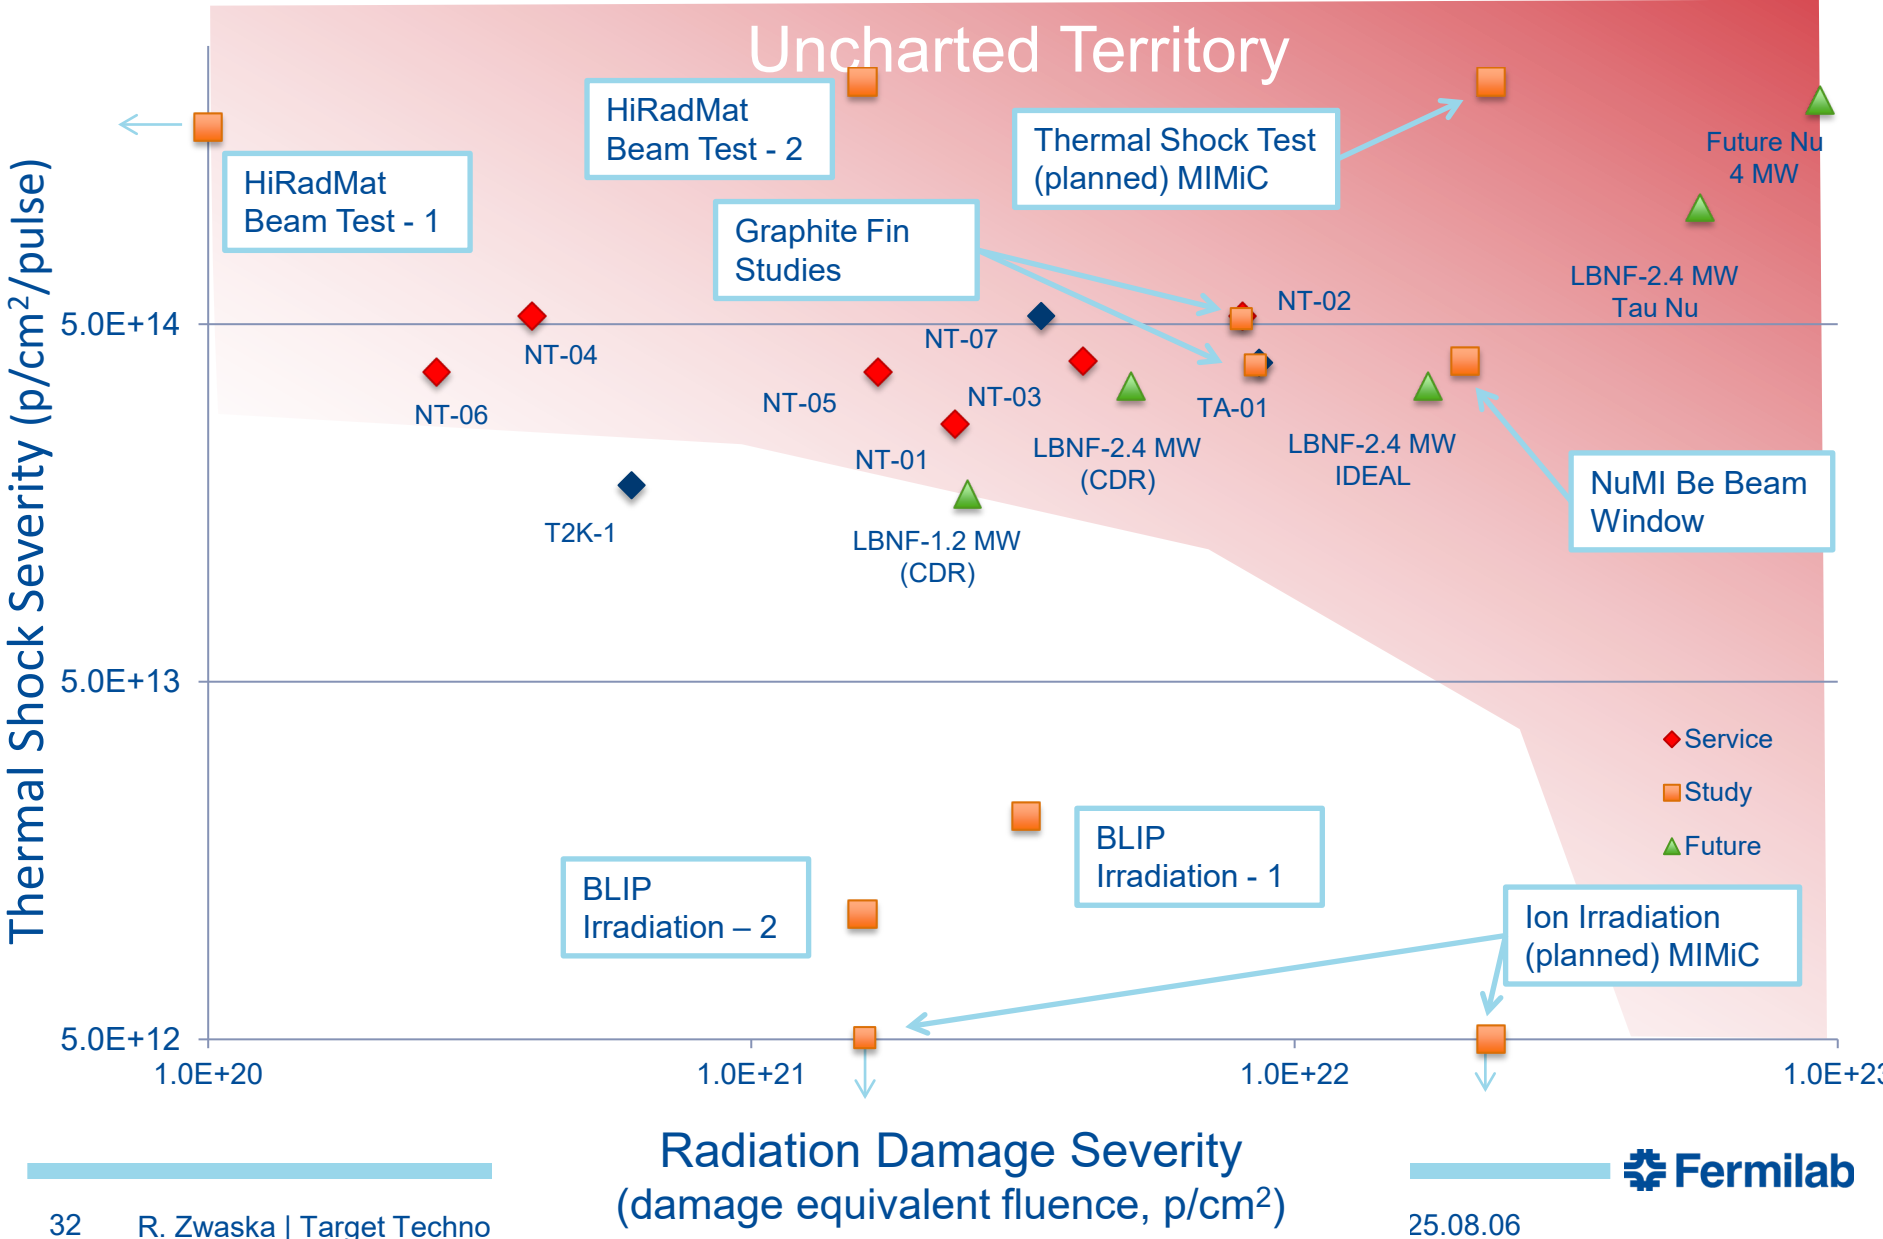 Uncharted Territory
HiRadMat
Beam Test - 2
Thermal Shock Test
(planned) MIMiC
Future Nu
4 MW
HiRadMat
Beam Test - 1
Graphite Fin
Studies
LBNF-2.4 MW
Tau Nu
NT-02
5.0E+14
NT-04
NT-07
NT-06
NT-05
NT-03
TA-01
NT-01
LBNF-2.4 MW
(CDR)
LBNF-2.4 MW
IDEAL
NuMI Be Beam
Window
T2K-1
LBNF-1.2 MW
(CDR)
Thermal Shock Severity (p/cm²/pulse)
5.0E+13
Service
Study
Future
BLIP
Irradiation - 1
BLIP
Irradiation – 2
Ion Irradiation
(planned) MIMiC
5.0E+12
1.0E+20
1.0E+21
1.0E+22
1.0E+23
Radiation Damage Severity
(damage equivalent fluence, p/cm²)
Fermilab
32 R. Zwaska | Target Techno
25.08.06